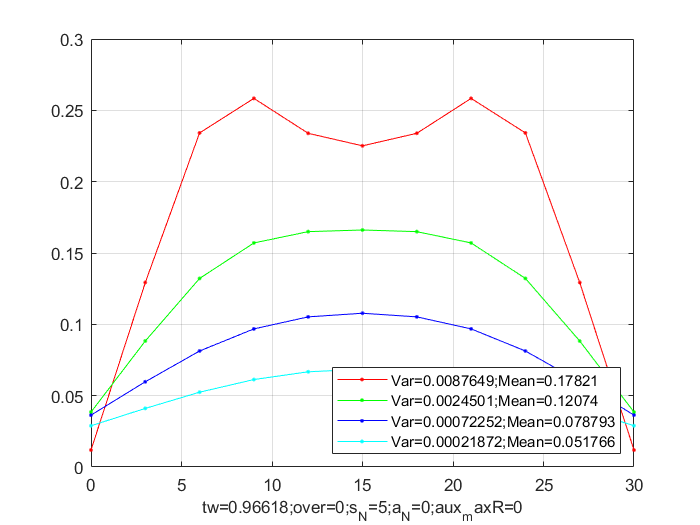 0.3
0.25
0.2
0.15
0.1
0.05
0
Var=0.0087649;Mean=0.17821
Var=0.0024501;Mean=0.12074
Var=0.00072252;Mean=0.078793
Var=0.00021872;Mean=0.051766
0 5 10 15 20 25 30
tw=0.96618;over=0;s_N=5;a_N=0;aux_maxR=0